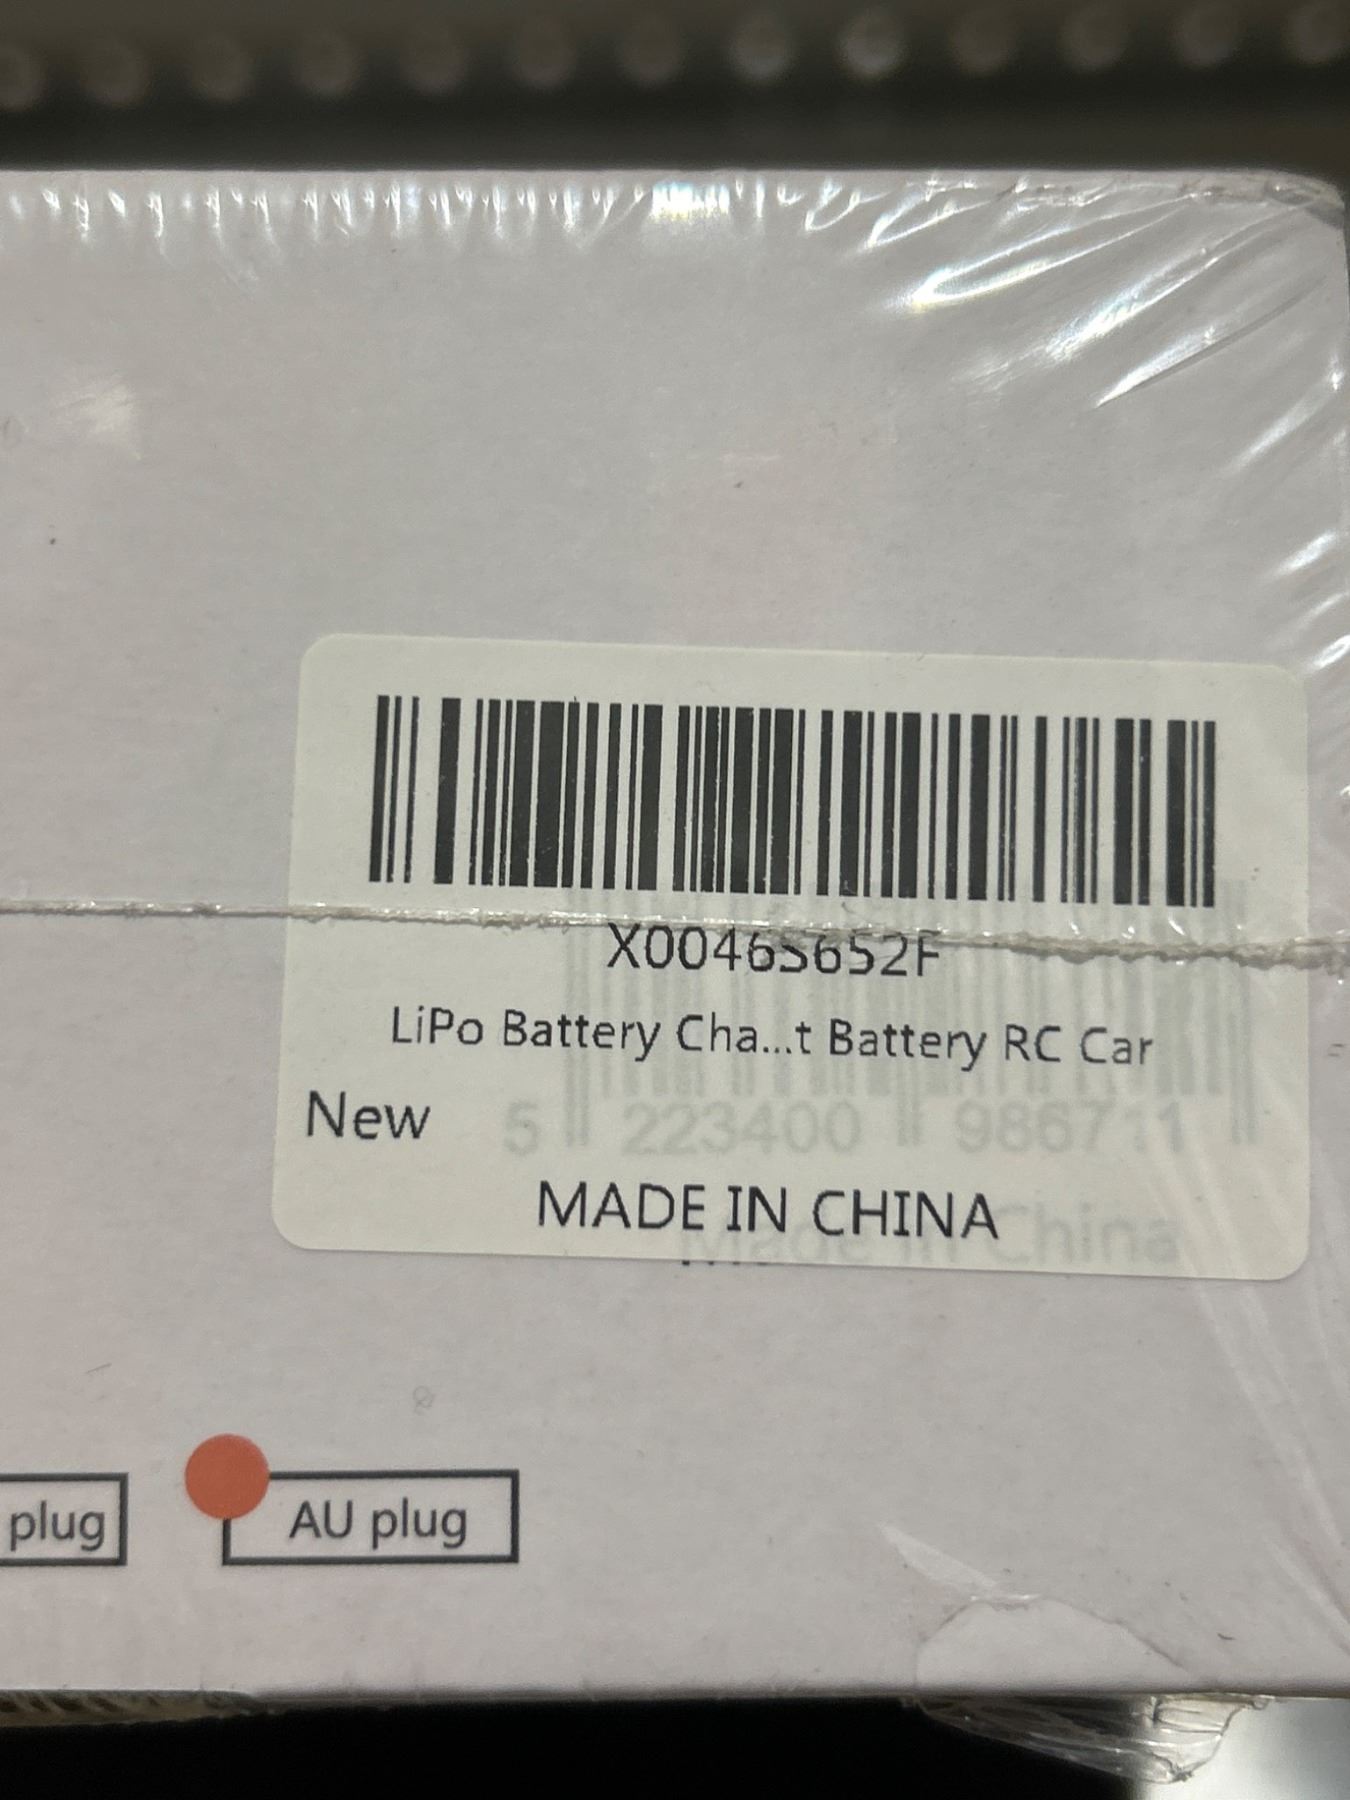 X0046S652F
LiPo Battery Cha...t Battery RC Car
New
5 223400 986711
MADE IN CHINA
Made in China
plug
AU plug